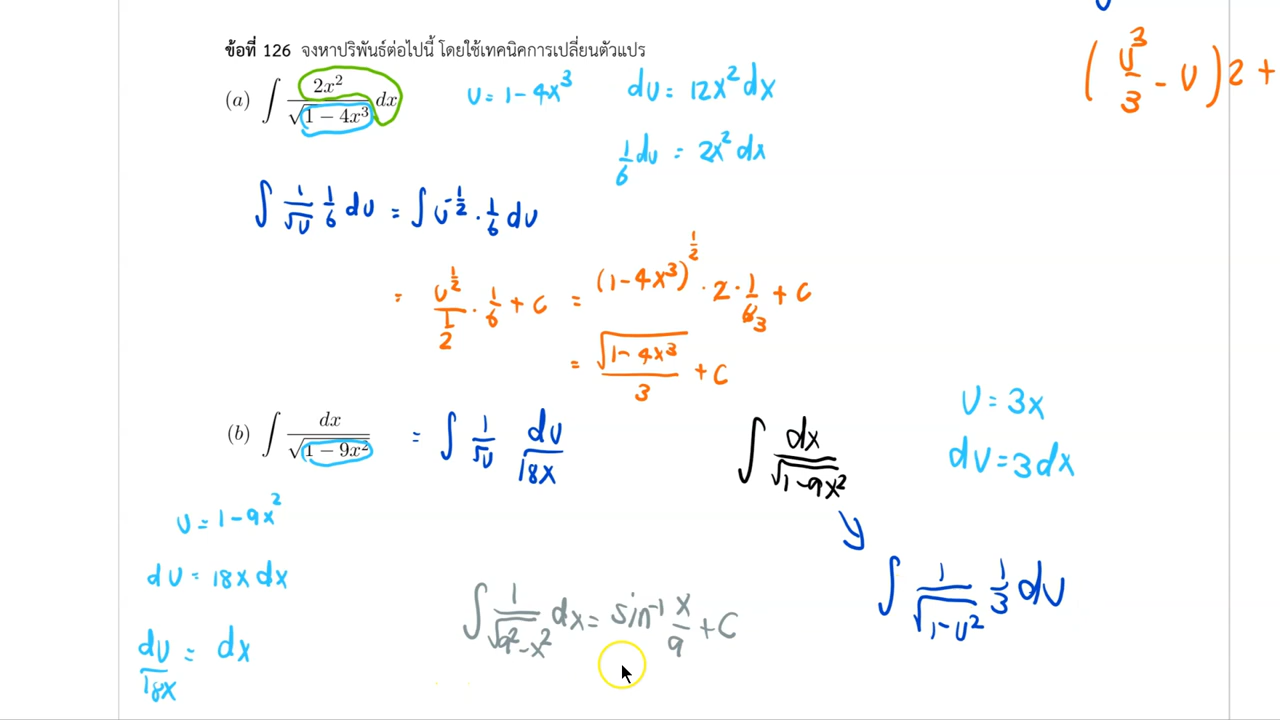 ข้อที่ 126 จงหาปริพันธ์ต่อไปนี้ โดยใช้เทคนิคการเปลี่ยนตัวแปร
(u³/3 - u)2 +
(a) ∫ 2x²/√(1 - 4x³) dx
u = 1 - 4x³
du = 12x² dx
1/6 du = 2x² dx
∫ 1/√u 1/6 du = ∫ u^(-1/2) · 1/6 du
= u^(1/2)/(1/2) · 1/6 + C = (1 - 4x³)^(1/2) · 2 · 1/6 3 + C
= √(1 - 4x³)/3 + C
(b) ∫ dx/√(1 - 9x²) = ∫ 1/√u du/18x
u = 1 - 9x²
du = 18x dx
du/18x = dx
∫ dx/√(1 - 9x²)
u = 3x
du = 3dx
∫ 1/√(1 - u²) 1/3 du
∫ 1/√(a² - x²) dx = sin⁻¹ x/a + C